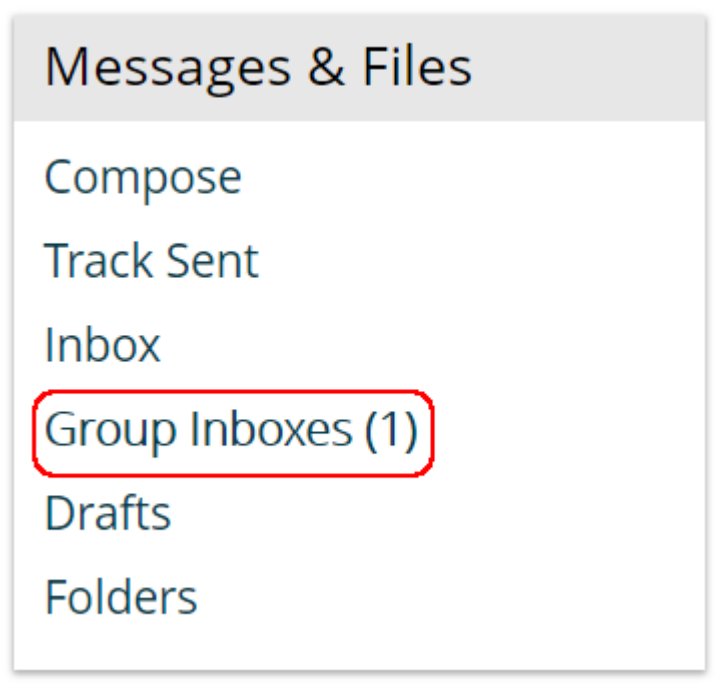 Messages & Files
Compose
Track Sent
Inbox
Group Inboxes (1)
Drafts
Folders